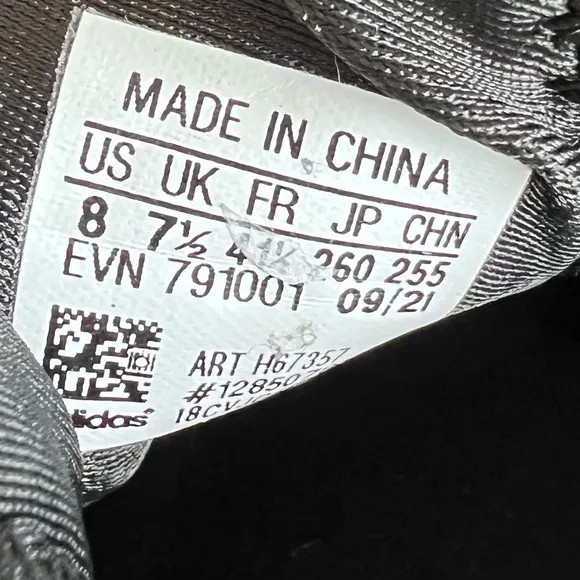 MADE IN CHINA
US UK FR JP CHN
8 7½ 41⅓ 260 255
EVN 791001 09/21
ART H67357
#12850
adidas